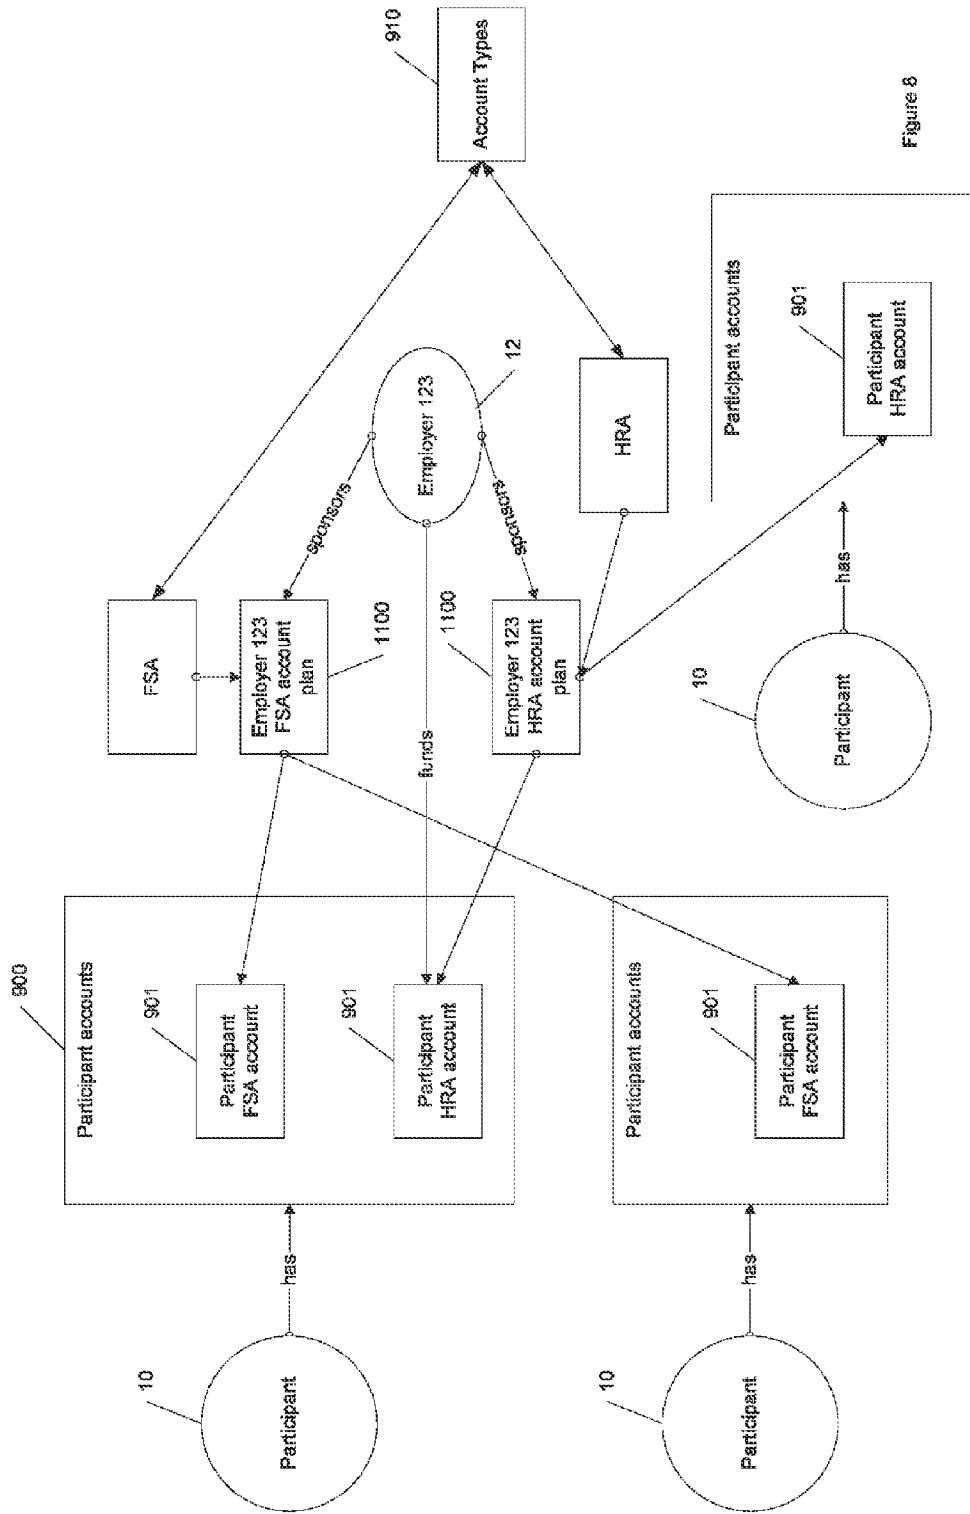 900
Participant accounts
10
Participant
has
901
Participant
FSA account
901
Participant
HRA account
FSA
Employer 123
FSA account
plan
1100
sponsors
910
Account Types
Employer 123
12
funds
sponsors
1100
Employer 123
HRA account
plan
HRA
10
Participant
has
Participant accounts
901
Participant
FSA account
10
Participant
has
Participant accounts
901
Participant
HRA account
Figure 8